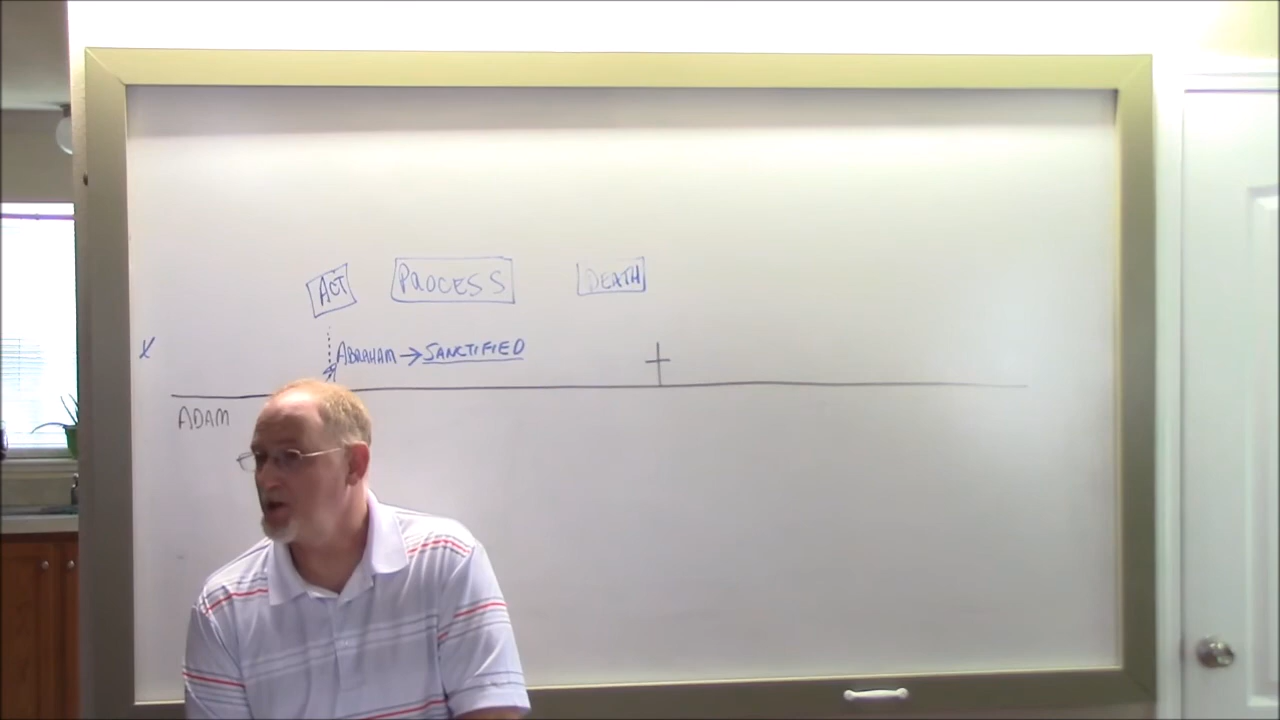 ACT PROCESS DEATH
ABRAHAM → SANCTIFIED
ADAM